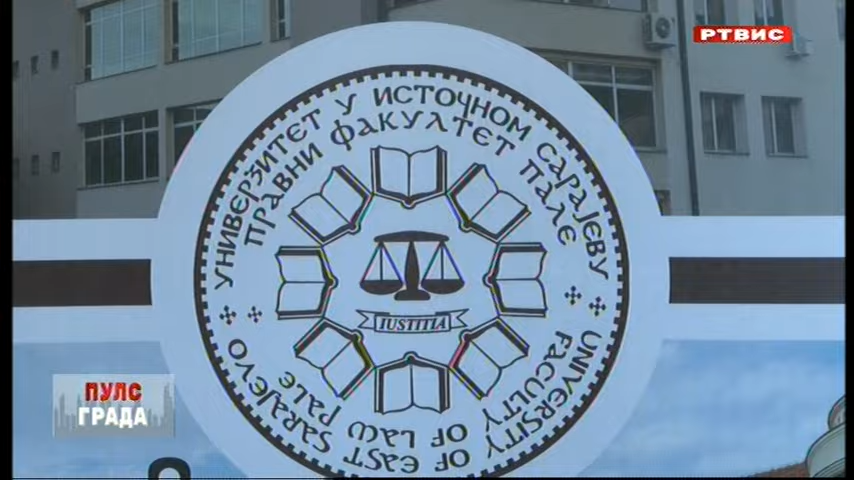 РТВИС
УНИВЕРЗИТЕТ У ИСТОЧНОМ САРАЈЕВУ
ПРАВНИ ФАКУЛТЕТ ПАЛЕ
IUSTITIA
UNIVERSITY OF EAST SARAJEVO
FACULTY OF LAW PALE
ПУЛС
ГРАДА